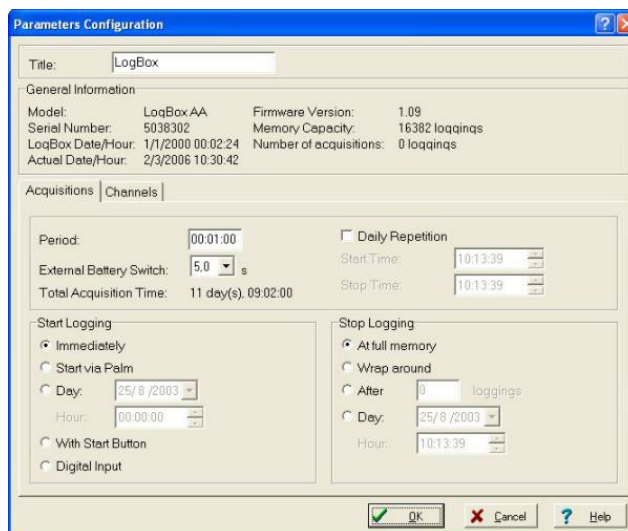 Parameters Configuration
Title: LogBox
General Information
Model: LogBox AA Firmware Version: 1.09
Serial Number: 5038302 Memory Capacity: 16382 loggings
LogBox Date/Hour: 1/1/2000 00:02:24 Number of acquisitions: 0 loggings
Actual Date/Hour: 2/3/2006 10:30:42
Acquisitions Channels
Period: 00:01:00 Daily Repetition
External Battery Switch: 5,0 s Start Time: 10:13:39
Total Acquisition Time: 11 day(s), 09:02:00 Stop Time: 10:13:39
Start Logging
Immediately
Start via Palm
Day: 25/ 8 /2003
Hour: 00:00:00
With Start Button
Digital Input
Stop Logging
At full memory
Wrap around
After 0 loggings
Day: 25/ 8 /2003
Hour: 10:13:39
OK Cancel ? Help